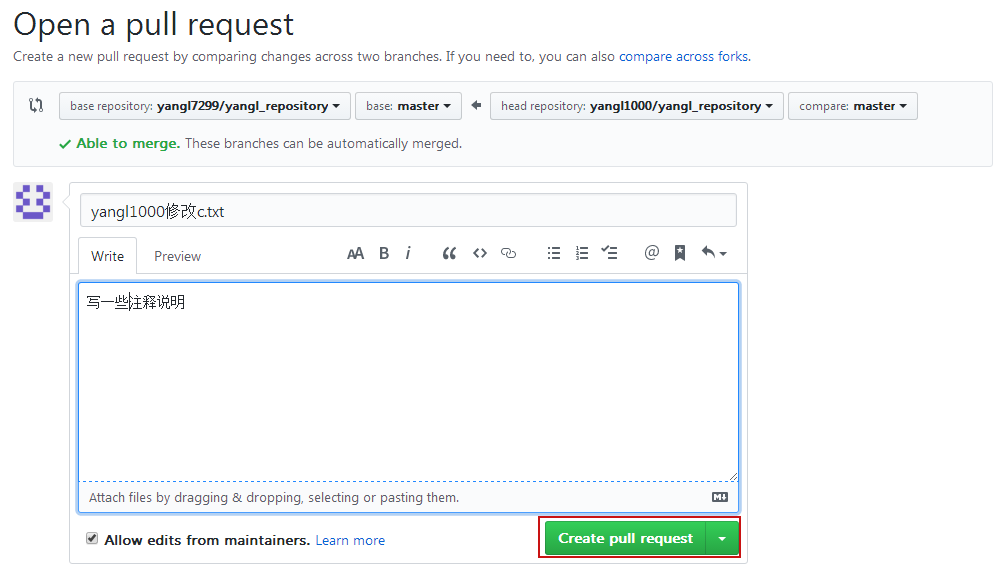 Open a pull request
Create a new pull request by comparing changes across two branches. If you need to, you can also compare across forks.
base repository: yangl7299/yangl_repository base: master head repository: yangl1000/yangl_repository compare: master
Able to merge. These branches can be automatically merged.
yangl1000修改c.txt
Write Preview AA B i
写一些注释说明
Attach files by dragging & dropping, selecting or pasting them.
Allow edits from maintainers. Learn more Create pull request